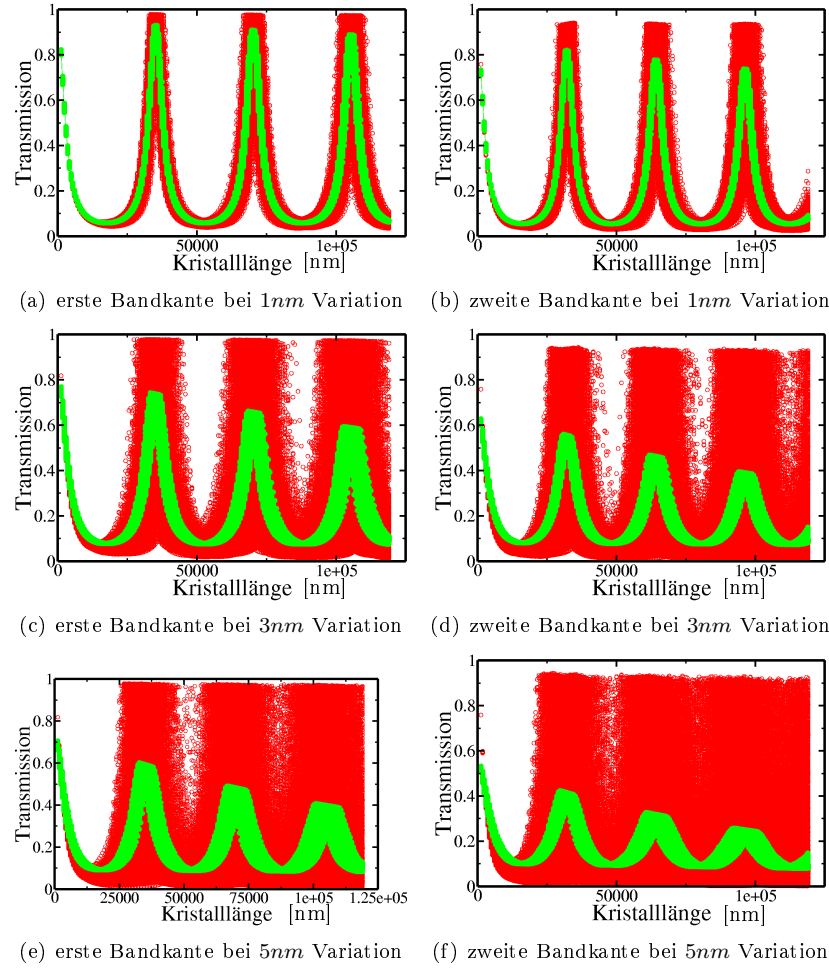 1
0.8
0.6
0.4
0.2
0
Transmission
0 50000 1e+05
Kristalllänge [nm]
(a) erste Bandkante bei 1nm Variation
1
0.8
0.6
0.4
0.2
0
Transmission
0 50000 1e+05
Kristalllänge [nm]
(b) zweite Bandkante bei 1nm Variation
1
0.8
0.6
0.4
0.2
0
Transmission
0 50000 1e+05
Kristalllänge [nm]
(c) erste Bandkante bei 3nm Variation
1
0.8
0.6
0.4
0.2
0
Transmission
0 50000 1e+05
Kristalllänge [nm]
(d) zweite Bandkante bei 3nm Variation
1
0.8
0.6
0.4
0.2
0
Transmission
0 25000 50000 75000 1e+05 1.25e+05
Kristalllänge [nm]
(e) erste Bandkante bei 5nm Variation
1
0.8
0.6
0.4
0.2
0
Transmission
0 50000 1e+05
Kristalllänge [nm]
(f) zweite Bandkante bei 5nm Variation